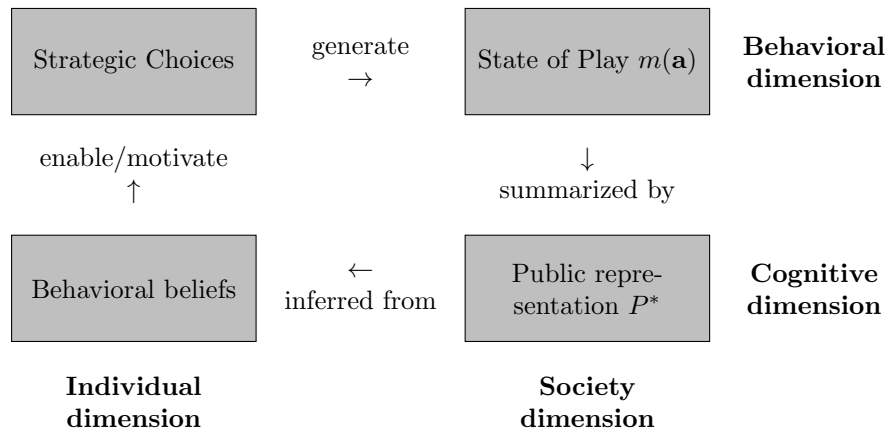 Strategic Choices
generate
→
State of Play m(𝐚)
Behavioral
dimension
enable/motivate
↑
↓
summarized by
Behavioral beliefs
←
inferred from
Public repre-
sentation P*
Cognitive
dimension
Individual
dimension
Society
dimension